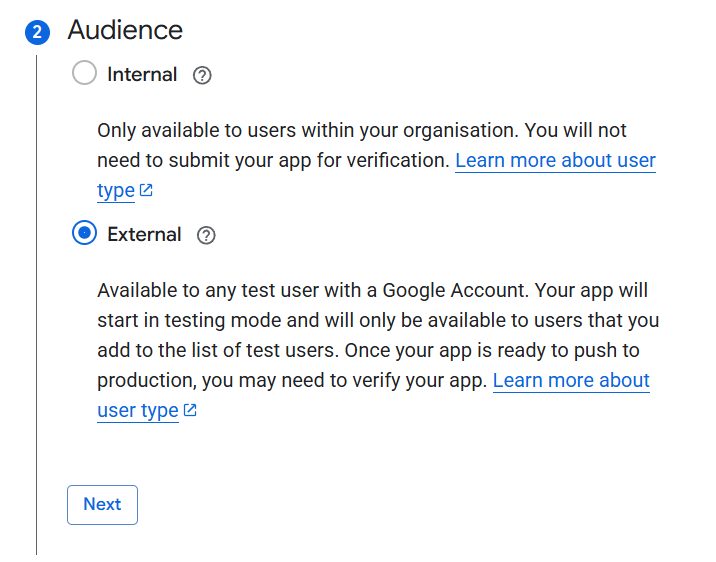 2 Audience
Internal ?
Only available to users within your organisation. You will not
need to submit your app for verification. Learn more about user
type
External ?
Available to any test user with a Google Account. Your app will
start in testing mode and will only be available to users that you
add to the list of test users. Once your app is ready to push to
production, you may need to verify your app. Learn more about
user type
Next